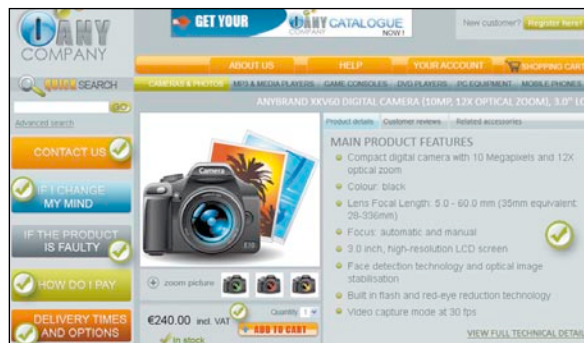 GET YOUR
ANY COMPANY
CATALOGUE
NOW!
New customer? Register here!
ANY
COMPANY
ABOUT US
HELP
YOUR ACCOUNT
SHOPPING CART
QUICK SEARCH
CAMERAS & PHOTOS
MP3 & MEDIA PLAYERS
GAME CONSOLES
DVD PLAYERS
PC EQUIPMENT
MOBILE PHONES
GO
Advanced search
ANYBRAND XKV60 DIGITAL CAMERA (10MP, 12X OPTICAL ZOOM), 3.0"
Product details
Customer reviews
Related accessories
CONTACT US
IF I CHANGE
MY MIND
IF THE PRODUCT
IS FAULTY
HOW DO I PAY
DELIVERY TIMES
AND OPTIONS
Camera
E10
zoom picture
€240.00 incl. VAT
Quantity 1
ADD TO CART
in stock
MAIN PRODUCT FEATURES
Compact digital camera with 10 Megapixels and 12X
optical zoom
Colour: black
Lens Focal Length: 5.0 - 60.0 mm (35mm equivalent:
28-336mm)
Focus: automatic and manual
3.0 inch, high-resolution LCD screen
Face detection technology and optical image
stabilisation
Built in flash and red-eye reduction technology
Video capture mode at 30 fps
VIEW FULL TECHNICAL DETAIL